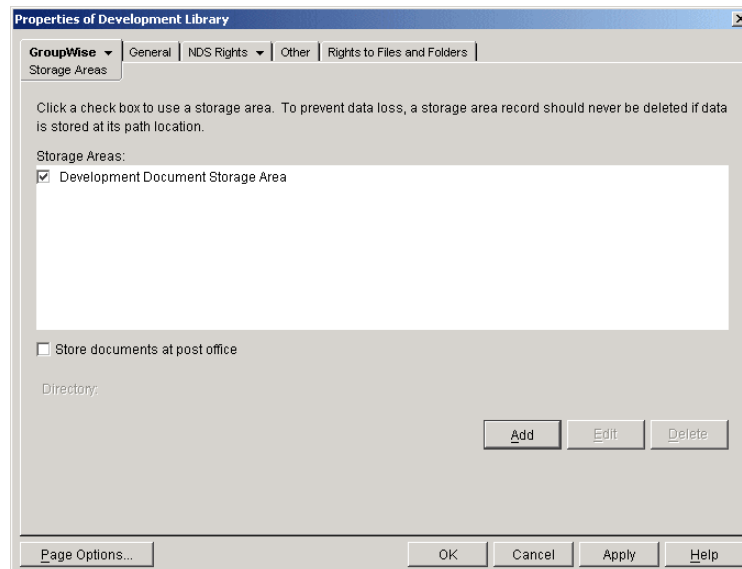 Properties of Development Library
GroupWise General NDS Rights Other Rights to Files and Folders
Storage Areas
Click a check box to use a storage area. To prevent data loss, a storage area record should never be deleted if data
is stored at its path location.
Storage Areas:
Development Document Storage Area
Store documents at post office
Directory:
Add Edit Delete
Page Options... OK Cancel Apply Help